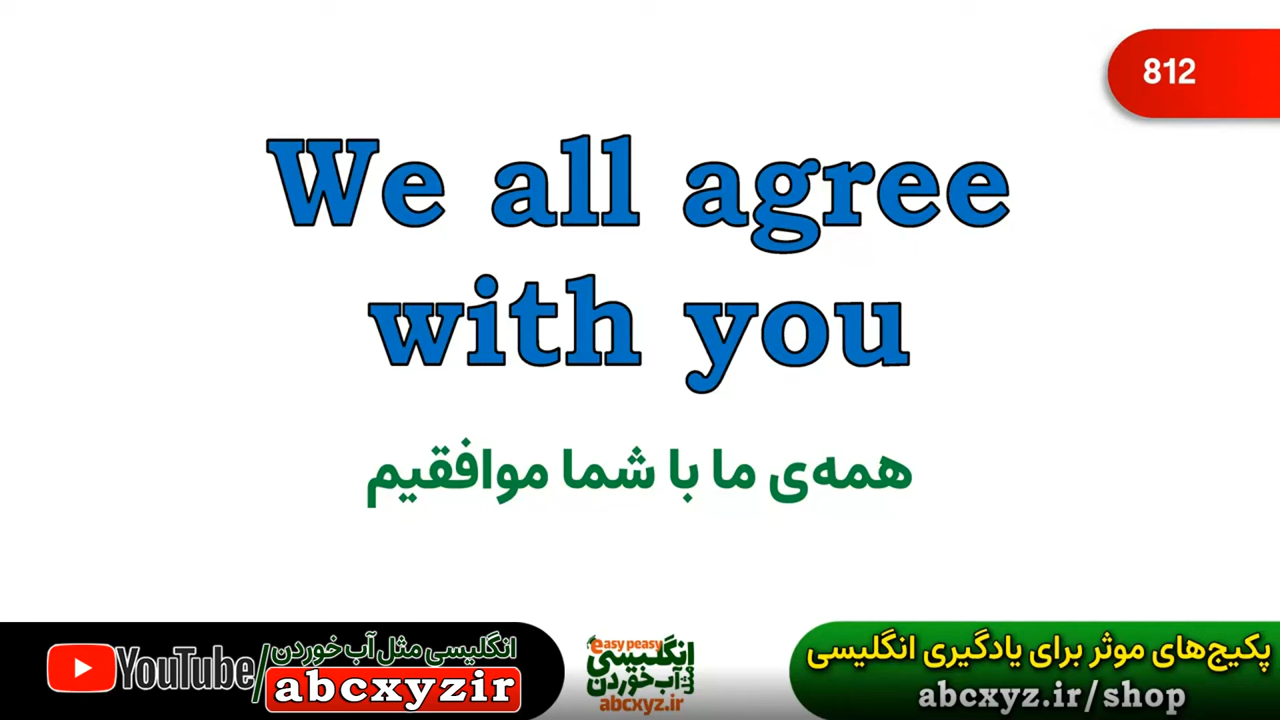 812
We all agree
with you
همه‌ی ما با شما موافقیم
انگلیسی مثل آب خوردن
YouTube/abcxyzir
easy peasy
انگلیسی
مثل آب خوردن
abcxyz.ir
پکیج‌های موثر برای یادگیری انگلیسی
abcxyz.ir/shop